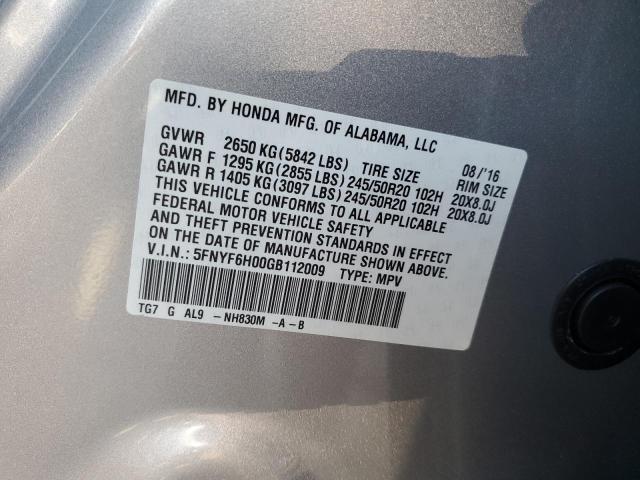 MFD. BY HONDA MFG. OF ALABAMA, LLC
GVWR 2650 KG(5842 LBS) TIRE SIZE 08/'16 RIM SIZE
GAWR F 1295 KG(2855 LBS) 245/50R20 102H 20X8.0J
GAWR R 1405 KG(3097 LBS) 245/50R20 102H 20X8.0J
THIS VEHICLE CONFORMS TO ALL APPLICABLE
FEDERAL MOTOR VEHICLE SAFETY
AND THEFT PREVENTION STANDARDS IN EFFECT
ON THE DATE OF MANUFACTURE SHOWN ABOVE.
V.I.N.: 5FNYF6H00GB112009 TYPE: MPV
TG7 G AL9 -NH830M -A-B